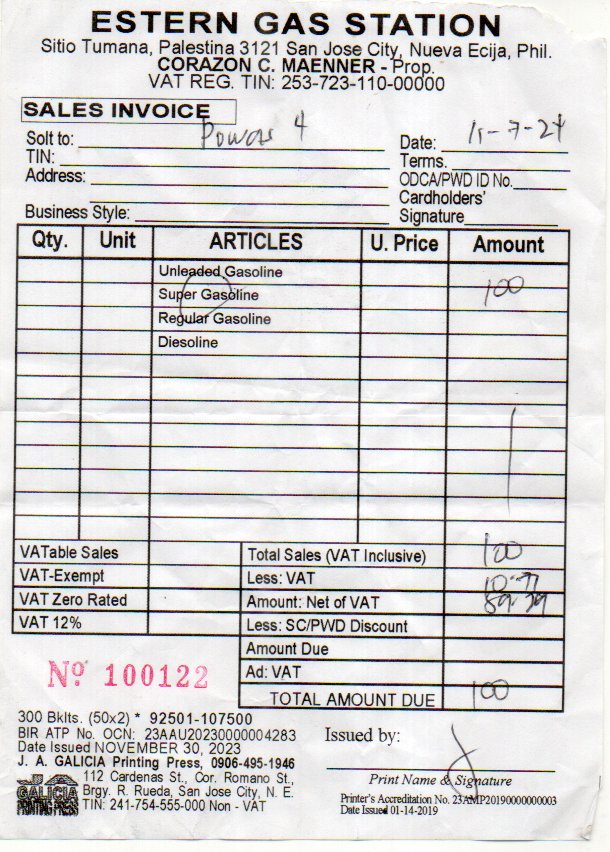 ESTERN GAS STATION
Sitio Tumana, Palestina 3121 San Jose City, Nueva Ecija, Phil.
CORAZON C. MAENNER - Prop.
VAT REG. TIN: 253-723-110-00000
SALES INVOICE
Solt to: Power 4
Date: 11-7-24
TIN:
Terms.
Address:
ODCA/PWD ID No.
Cardholders'
Business Style:
Signature
Qty. Unit ARTICLES U. Price Amount
Unleaded Gasoline
Super Gasoline 100
Regular Gasoline
Diesoline
VATable Sales Total Sales (VAT Inclusive) 100
VAT-Exempt Less: VAT 10.71
VAT Zero Rated Amount: Net of VAT 89.29
VAT 12% Less: SC/PWD Discount
Amount Due
Ad: VAT
Nº 100122
TOTAL AMOUNT DUE 100
300 Bklts. (50x2) * 92501-107500
BIR ATP No. OCN: 23AAU20230000004283
Date Issued NOVEMBER 30, 2023
J. A. GALICIA Printing Press, 0906-495-1946
112 Cardenas St., Cor. Romano St.,
Brgy. R. Rueda, San Jose City, N. E.
TIN: 241-754-555-000 Non - VAT
GALICIA
PRINTING PRESS
Issued by:
Print Name & Signature
Printer's Accreditation No. 23AMP20190000000003
Date Issued 01-14-2019